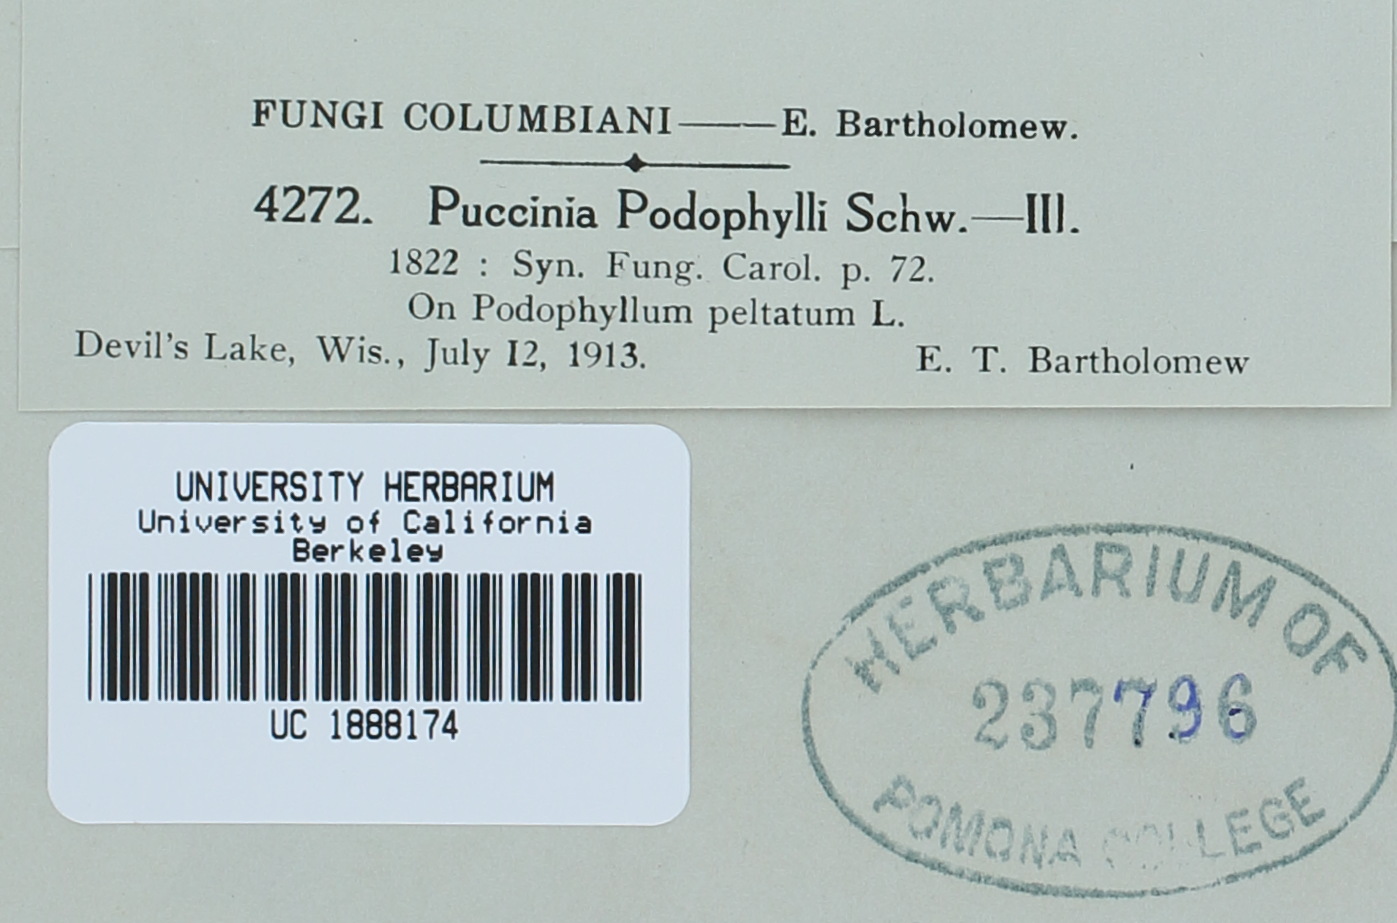 FUNGI COLUMBIANI——E. Bartholomew.
4272. Puccinia Podophylli Schw.—III.
1822 : Syn. Fung. Carol. p. 72.
On Podophyllum peltatum L.
Devil's Lake, Wis., July 12, 1913. E. T. Bartholomew
UNIVERSITY HERBARIUM
University of California
Berkeley
UC 1888174
HERBARIUM OF
237796
POMONA COLLEGE